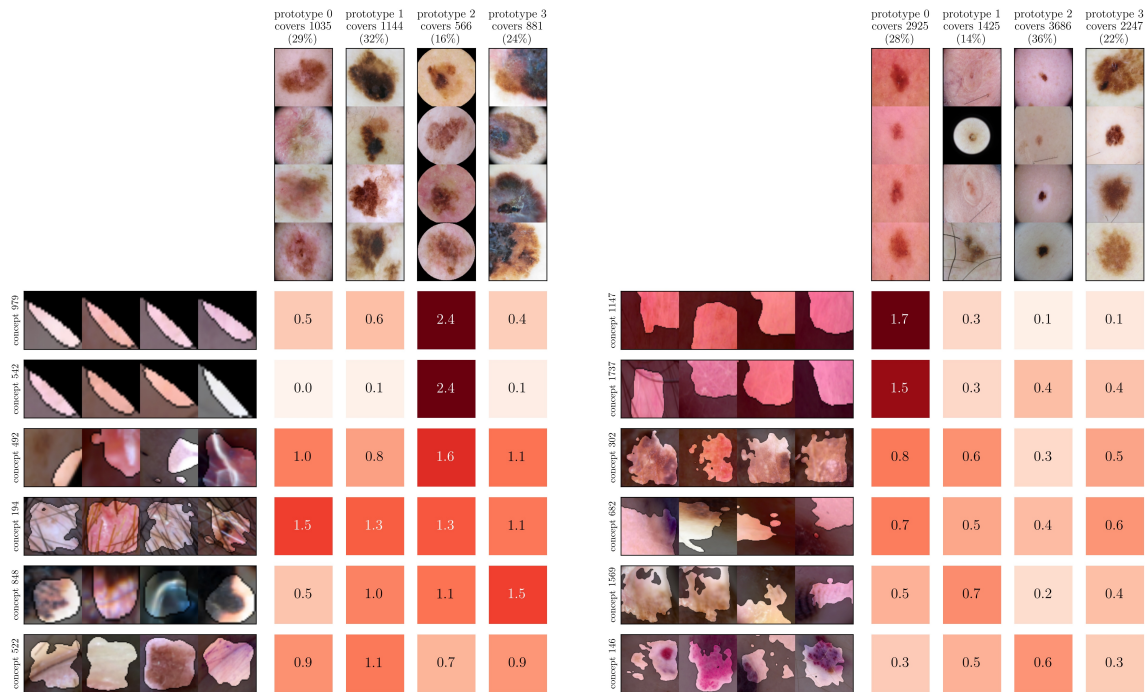 prototype 0
covers 1035
(29%)
prototype 1
covers 1144
(32%)
prototype 2
covers 566
(16%)
prototype 3
covers 881
(24%)
concept 979
0.5 0.6 2.4 0.4
concept 542
0.0 0.1 2.4 0.1
concept 492
1.0 0.8 1.6 1.1
concept 194
1.5 1.3 1.3 1.1
concept 848
0.5 1.0 1.1 1.5
concept 522
0.9 1.1 0.7 0.9
prototype 0
covers 2925
(28%)
prototype 1
covers 1425
(14%)
prototype 2
covers 3686
(36%)
prototype 3
covers 2247
(22%)
concept 1147
1.7 0.3 0.1 0.1
concept 1737
1.5 0.3 0.4 0.4
concept 302
0.8 0.6 0.3 0.5
concept 682
0.7 0.5 0.4 0.6
concept 1569
0.5 0.7 0.2 0.4
concept 146
0.3 0.5 0.6 0.3